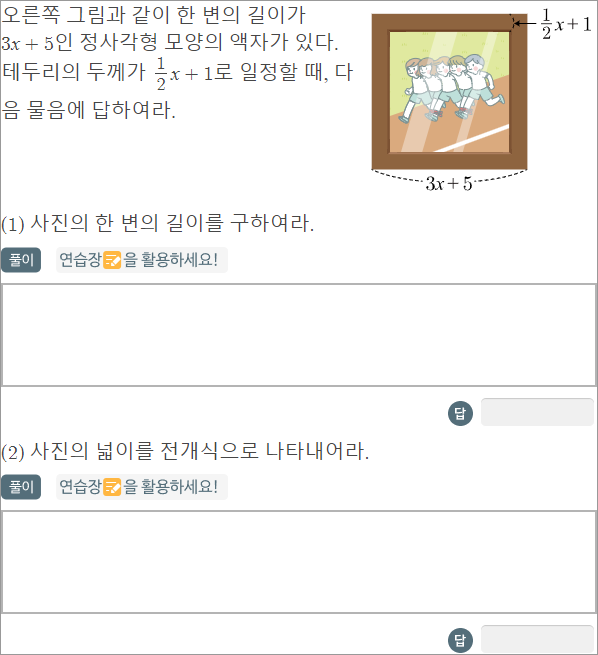 오른쪽 그림과 같이 한 변의 길이가
3x + 5인 정사각형 모양의 액자가 있다.
테두리의 두께가 1/2 x + 1로 일정할 때, 다
음 물음에 답하여라.
1/2 x + 1
3x + 5
(1) 사진의 한 변의 길이를 구하여라.
풀이 연습장을 활용하세요!
답
(2) 사진의 넓이를 전개식으로 나타내어라.
풀이 연습장을 활용하세요!
답